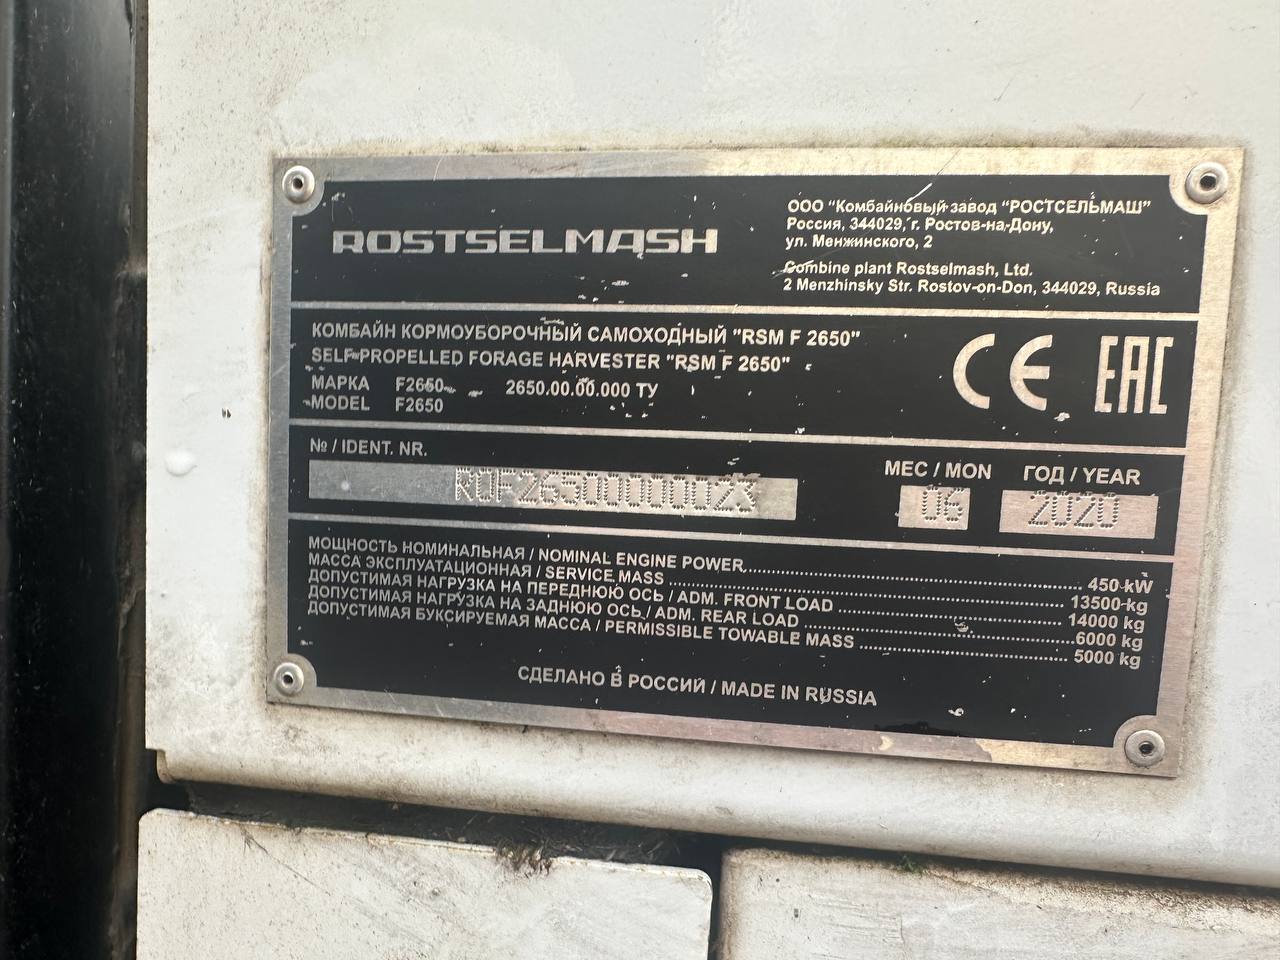 ROSTSELMASH
ООО "Комбайновый завод "РОСТСЕЛЬМАШ"
Россия, 344029, г. Ростов-на-Дону,
ул. Менжинского, 2
Combine plant Rostselmash, Ltd.
2 Menzhinsky Str. Rostov-on-Don, 344029, Russia
КОМБАЙН КОРМОУБОРОЧНЫЙ САМОХОДНЫЙ "RSM F 2650"
SELF-PROPELLED FORAGE HARVESTER "RSM F 2650"
МАРКА F2650 2650.00.00.000 ТУ
MODEL F2650
CE EAC
№ / IDENT. NR. МЕС / MON ГОД / YEAR
R0F2650000023 06 2020
МОЩНОСТЬ НОМИНАЛЬНАЯ / NOMINAL ENGINE POWER 450 kW
МАССА ЭКСПЛУАТАЦИОННАЯ / SERVICE MASS 13500 kg
ДОПУСТИМАЯ НАГРУЗКА НА ПЕРЕДНЮЮ ОСЬ / ADM. FRONT LOAD 14000 kg
ДОПУСТИМАЯ НАГРУЗКА НА ЗАДНЮЮ ОСЬ / ADM. REAR LOAD 6000 kg
ДОПУСТИМАЯ БУКСИРУЕМАЯ МАССА / PERMISSIBLE TOWABLE MASS 5000 kg
СДЕЛАНО В РОССИИ / MADE IN RUSSIA